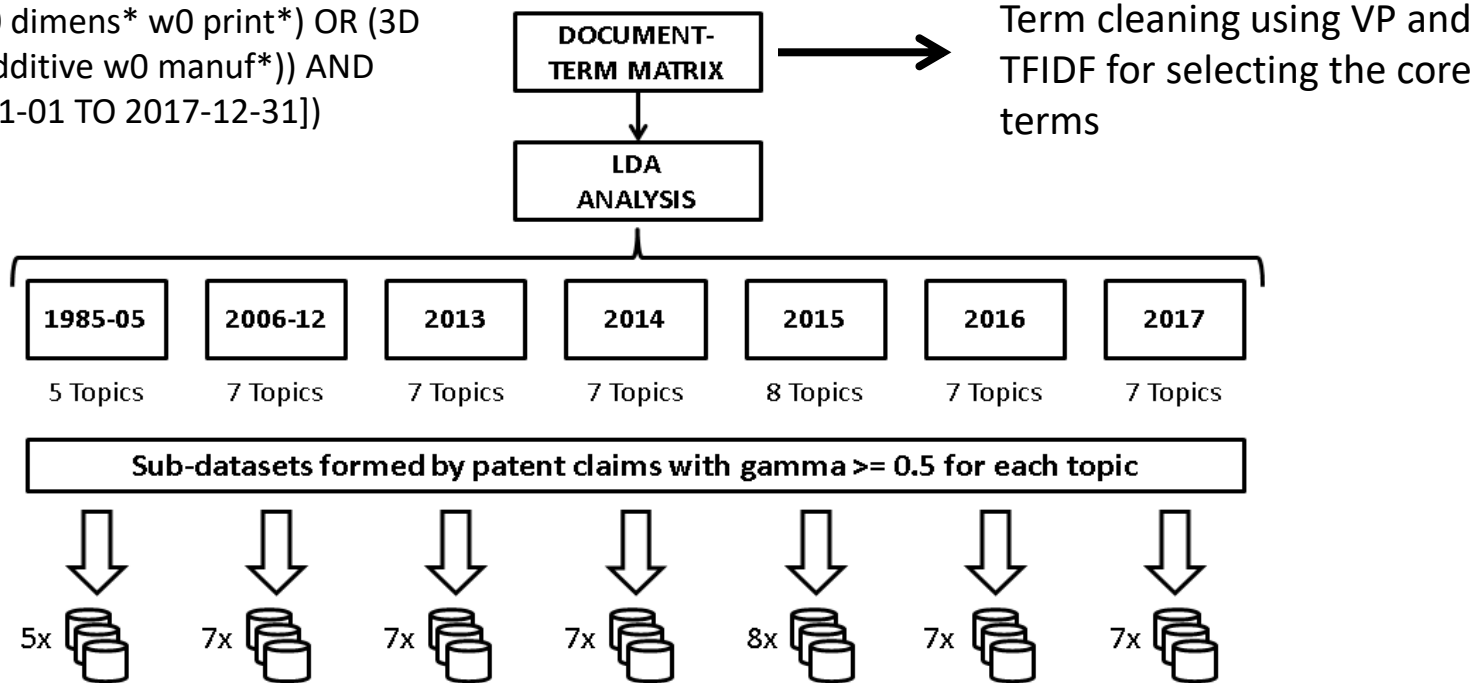 dimens* w0 print*) OR (3D
additive w0 manuf*)) AND
1-01 TO 2017-12-31])
DOCUMENT-
TERM MATRIX
Term cleaning using VP and
TFIDF for selecting the core
terms
LDA
ANALYSIS
1985-05 2006-12 2013 2014 2015 2016 2017
5 Topics 7 Topics 7 Topics 7 Topics 8 Topics 7 Topics 7 Topics
Sub-datasets formed by patent claims with gamma >= 0.5 for each topic
5x 7x 7x 7x 8x 7x 7x